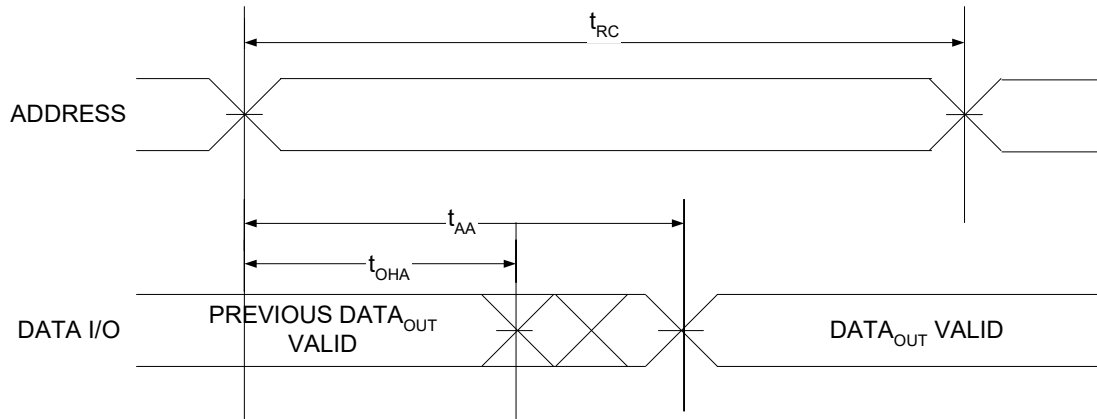 tRC
ADDRESS
tAA
tOHA
DATA I/O
PREVIOUS DATAOUT
VALID
DATAOUT VALID